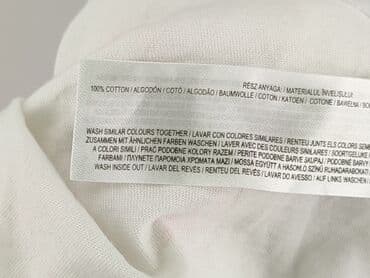 RÉSZ ANYAGA: / MATERIALUL ÎNVELIȘULUI:
100% COTTON / ALGODÓN / COTÓ / ALGODÃO / BAUMWOLLE / COTON / KATOEN / COTONE / BAWEŁNA /
WASH SIMILAR COLOURS TOGETHER / LAVAR CON COLORES SIMILARES / RENTEU JUNTS ELS COLORS
ZUSAMMEN MIT ÄHNLICHEN FARBEN WASCHEN / LAVER AVEC DES COULEURS SIMILAIRES / SOORTGELIJKE
A COLORI SIMILI / PRAĆ PODOBNE KOLORY RAZEM / PERITE PODOBNE BARVE SKUPAJ / PODOBNÉ BARVY
FARBAMI / ΠΛΥΝΕΤΕ ΠΑΡΟΜΟΙΑ ΧΡΩΜΑΤΑ ΜΑΖΙ / MOSSA EGYÜTT A HASONLÓ SZÍNŰ RUHADARABOKAT
WASH INSIDE OUT / LAVAR DEL REVÉS / RENTEU DEL REVÉS / LAVAR DO AVESSO / AUF LINKS WASCHEN